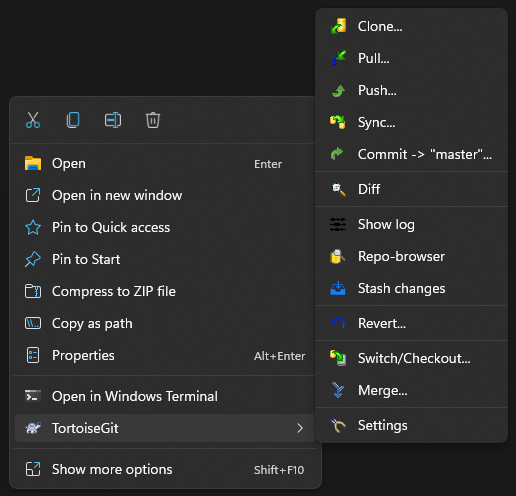 Open Enter
Open in new window
Pin to Quick access
Pin to Start
Compress to ZIP file
Copy as path
Properties Alt+Enter
Open in Windows Terminal
TortoiseGit
Show more options Shift+F10
Clone...
Pull...
Push...
Sync...
Commit -> "master"...
Diff
Show log
Repo-browser
Stash changes
Revert...
Switch/Checkout...
Merge...
Settings